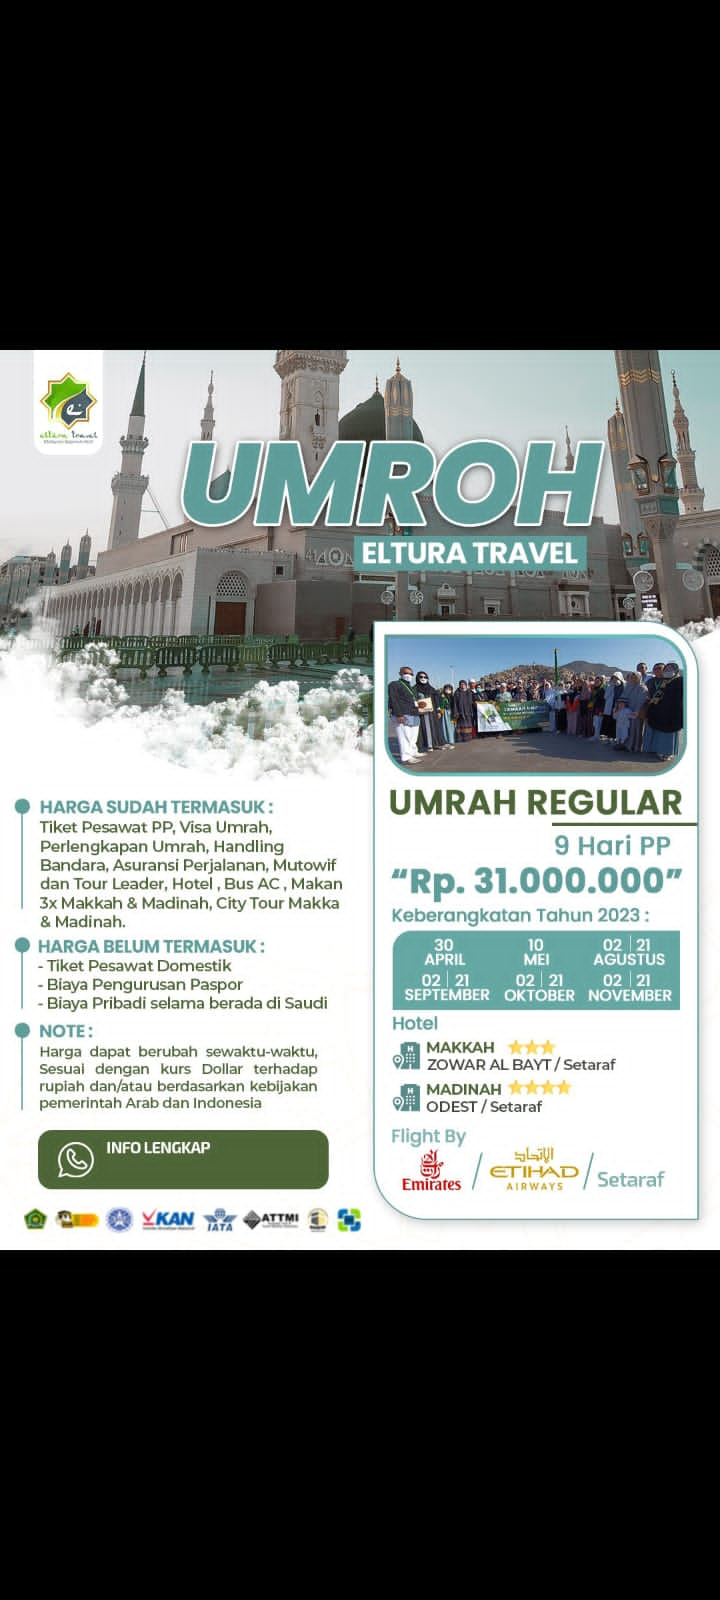 eltura travel
UMROH
ELTURA TRAVEL
HARGA SUDAH TERMASUK :
Tiket Pesawat PP, Visa Umrah,
Perlengkapan Umrah, Handling
Bandara, Asuransi Perjalanan, Mutowif
dan Tour Leader, Hotel , Bus AC , Makan
3x Makkah & Madinah, City Tour Makka
& Madinah.
HARGA BELUM TERMASUK :
- Tiket Pesawat Domestik
- Biaya Pengurusan Paspor
- Biaya Pribadi selama berada di Saudi
NOTE :
Harga dapat berubah sewaktu-waktu,
Sesuai dengan kurs Dollar terhadap
rupiah dan/atau berdasarkan kebijakan
pemerintah Arab dan Indonesia
INFO LENGKAP
KAN
IATA
ATTMI
UMRAH REGULAR
9 Hari PP
“Rp. 31.000.000”
Keberangkatan Tahun 2023 :
30 APRIL
10 MEI
02 | 21 AGUSTUS
02 | 21 SEPTEMBER
02 | 21 OKTOBER
02 | 21 NOVEMBER
Hotel
H MAKKAH
ZOWAR AL BAYT / Setaraf
H MADINAH
ODEST / Setaraf
Flight By
Emirates
الإتحاد
ETIHAD
AIRWAYS
/ Setaraf